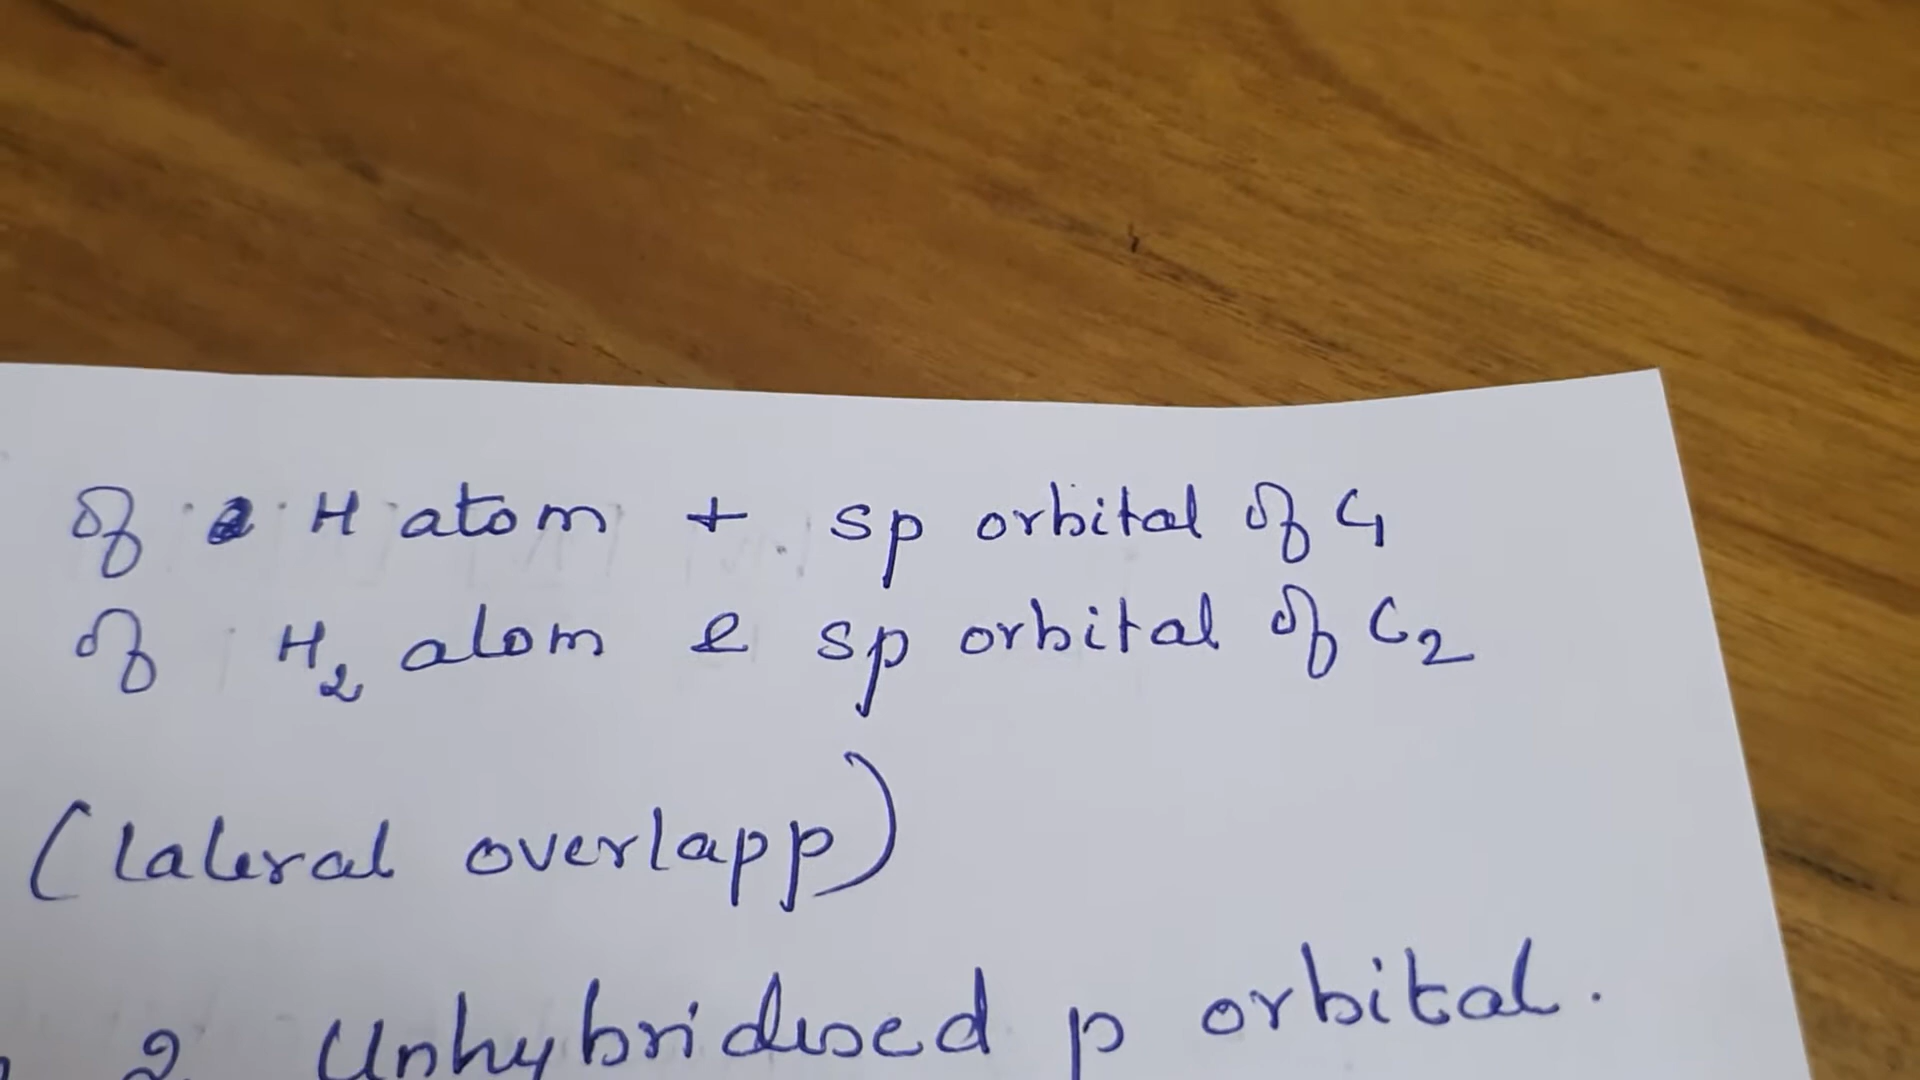 of H atom + sp orbital of C1
of H2 atom & sp orbital of C2
(lateral overlapp)
2 Unhybridised p orbital.